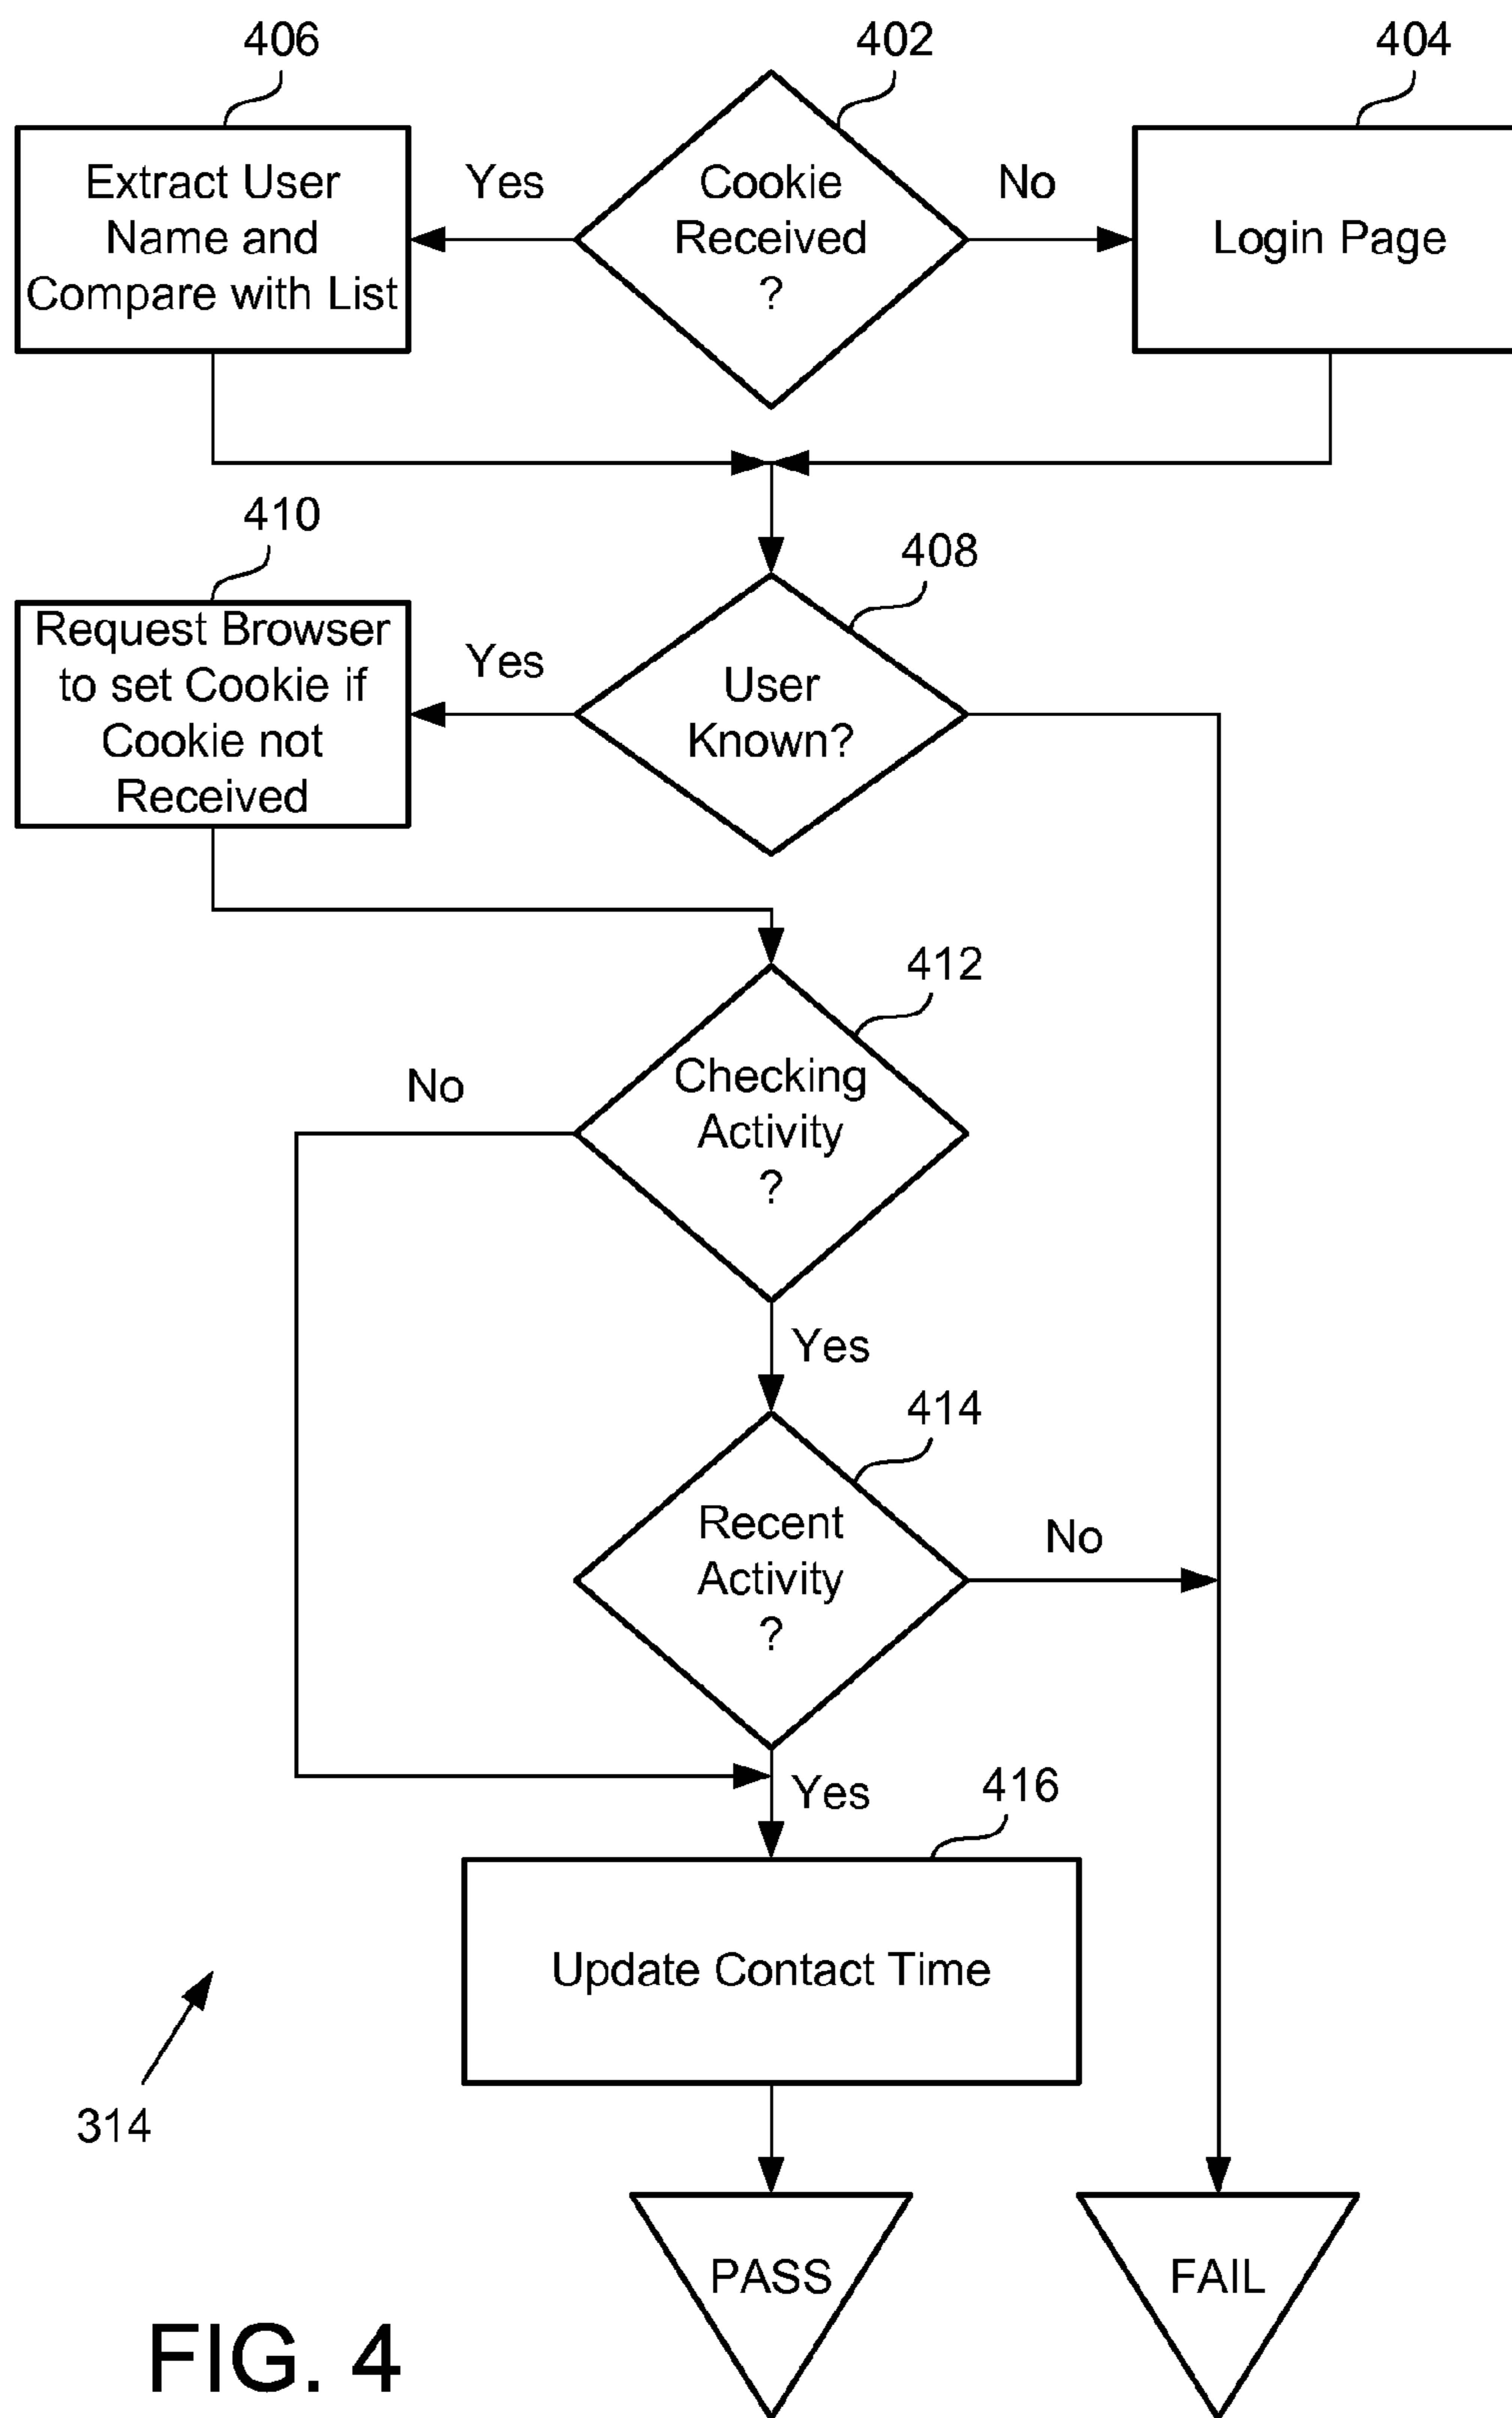 406
402
404
Extract User
Name and
Compare with List
Yes
Cookie
Received
?
No
Login Page
410
408
Request Browser
to set Cookie if
Cookie not
Received
Yes
User
Known?
412
No
Checking
Activity
?
Yes
414
Recent
Activity
?
No
Yes
416
Update Contact Time
314
PASS
FAIL
FIG. 4